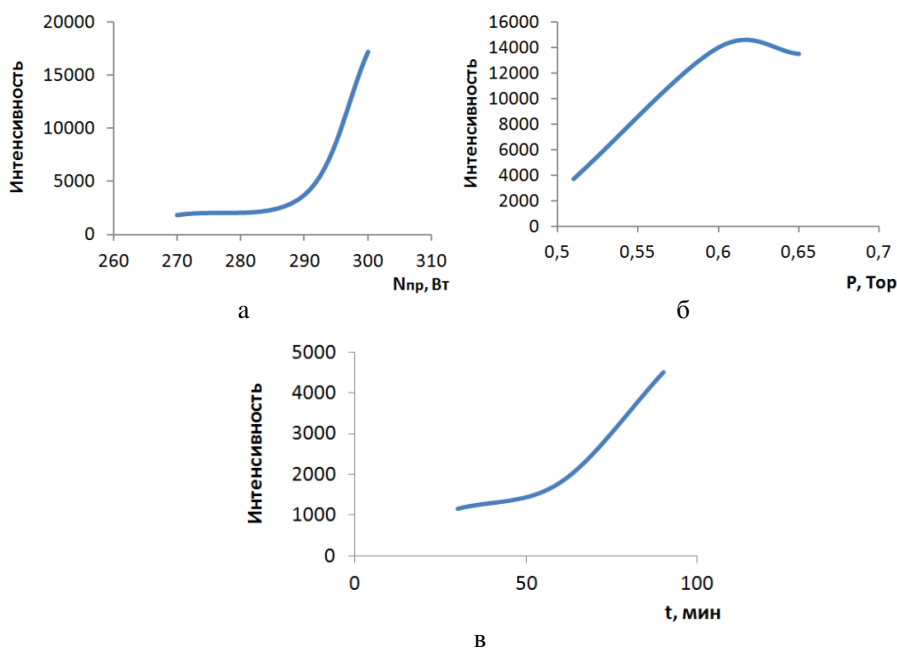 20000
15000
10000
5000
0
Интенсивность
260 270 280 290 300 310
Nпр, Вт
а
16000
14000
12000
10000
8000
6000
4000
2000
0
Интенсивность
0,5 0,55 0,6 0,65 0,7
Р, Тор
б
5000
4000
3000
2000
1000
0
Интенсивность
0 50 100
t, мин
в